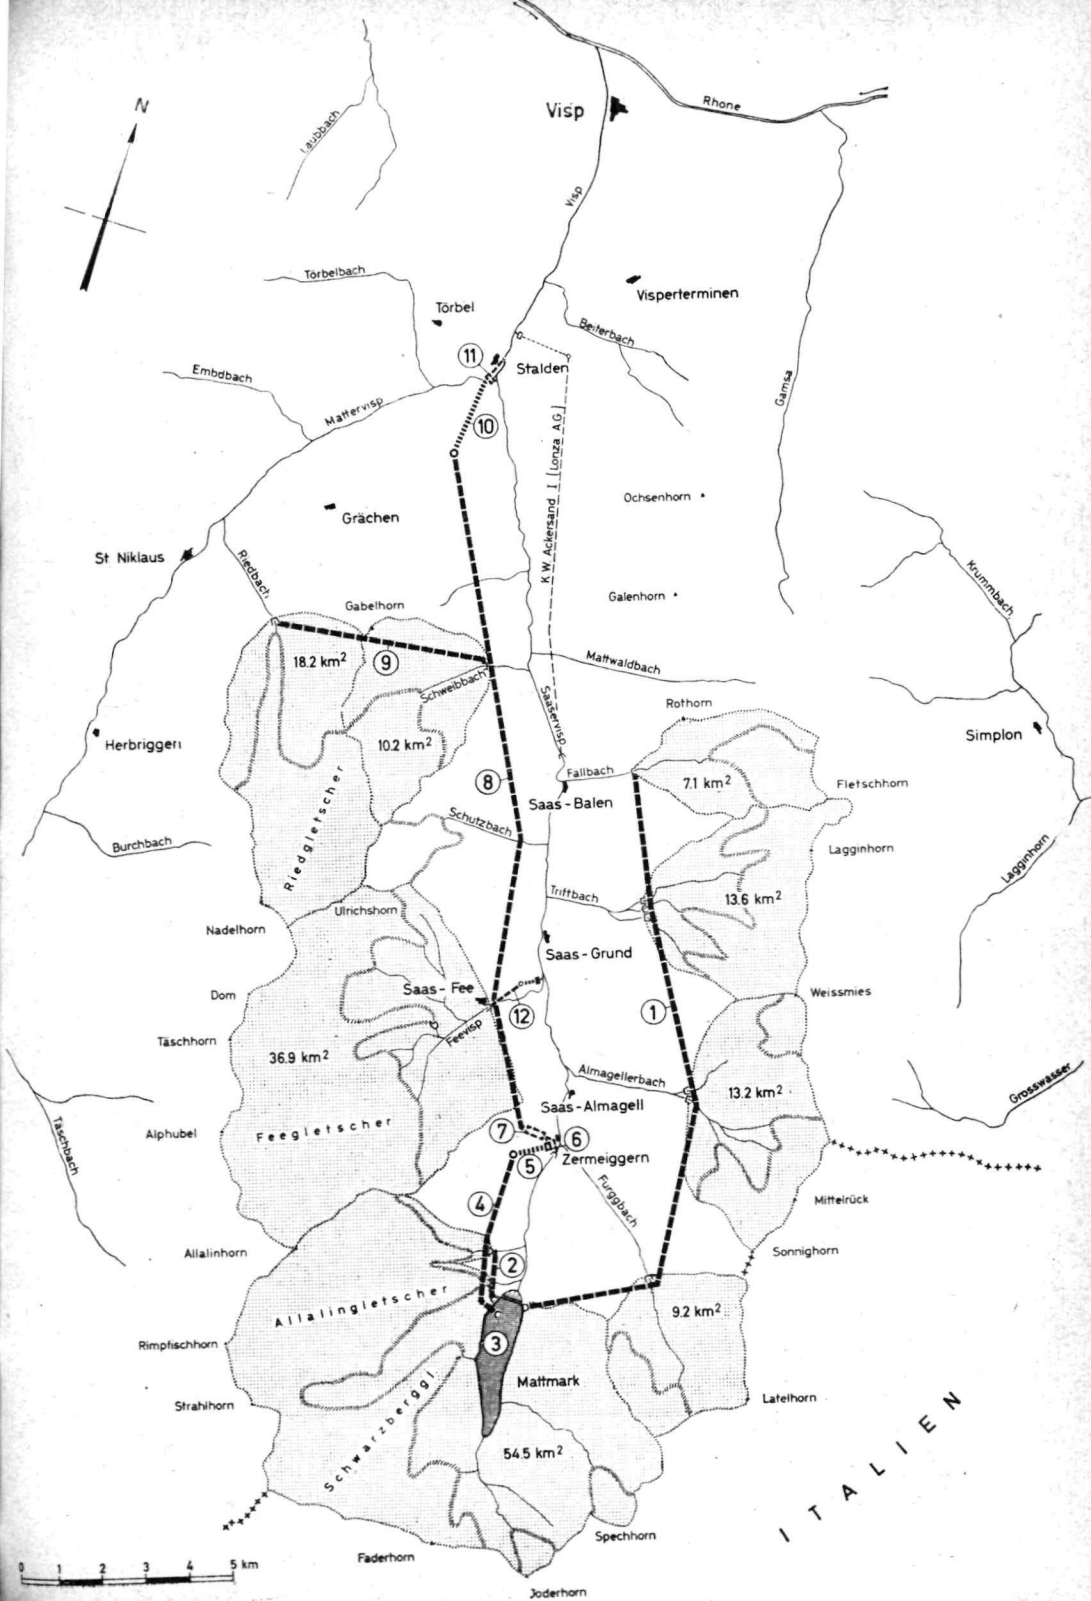 N
Laubbach
Visp
Rhone
Visp
Törbelbach
Törbel
Visperterminen
Beiterbach
11
Stalden
Embdbach
Mattervisp
10
Gamsa
K W Ackersand I (Lonza A.G.)
Ochsenhorn
Grächen
St Niklaus
Riedbach
Krummbach
Gabelhorn
Galenhorn
18.2 km²
9
Mattwaldbach
Schweibbach
Saaservisp
Rothorn
Herbriggen
10.2 km²
Simplon
Fallbach
8
7.1 km²
Fletschhorn
Saas-Balen
Schutzbach
Burchbach
Riedgletscher
Lagginhorn
Lagginhorn
Triftbach
13.6 km²
Ulrichshorn
Nadelhorn
Saas-Grund
Saas-Fee
Dom
Weissmies
12
1
Feevisp
Täschhorn
36.9 km²
Almagellerbach
Grosswasser
13.2 km²
Saas-Almagell
Täschbach
Alphubel
Feegletscher
7
6
5
Zermeiggern
Furggbach
4
Mittelrück
Allalinhorn
Sonnighorn
2
Allalingletscher
9.2 km²
Rimpfischhorn
3
Mattmark
Strahlhorn
Latelhorn
Schwarzberggl.
54.5 km²
ITALIEN
Spechhorn
Faderhorn
0 1 2 3 4 5 km
Joderhorn